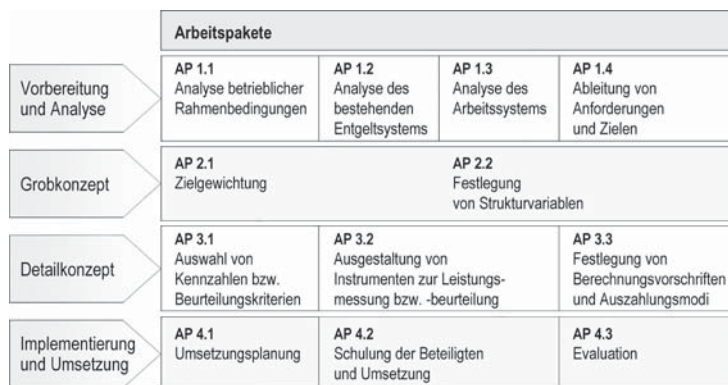 Arbeitspakete
Vorbereitung
und Analyse
AP 1.1
Analyse betrieblicher
Rahmenbedingungen
AP 1.2
Analyse des
bestehenden
Entgeltsystems
AP 1.3
Analyse des
Arbeitssystems
AP 1.4
Ableitung von
Anforderungen
und Zielen
Grobkonzept
AP 2.1
Zielgewichtung
AP 2.2
Festlegung
von Strukturvariablen
Detailkonzept
AP 3.1
Auswahl von
Kennzahlen bzw.
Beurteilungskriterien
AP 3.2
Ausgestaltung von
Instrumenten zur Leistungs-
messung bzw. -beurteilung
AP 3.3
Festlegung von
Berechnungsvorschriften
und Auszahlungsmodi
Implementierung
und Umsetzung
AP 4.1
Umsetzungsplanung
AP 4.2
Schulung der Beteiligten
und Umsetzung
AP 4.3
Evaluation